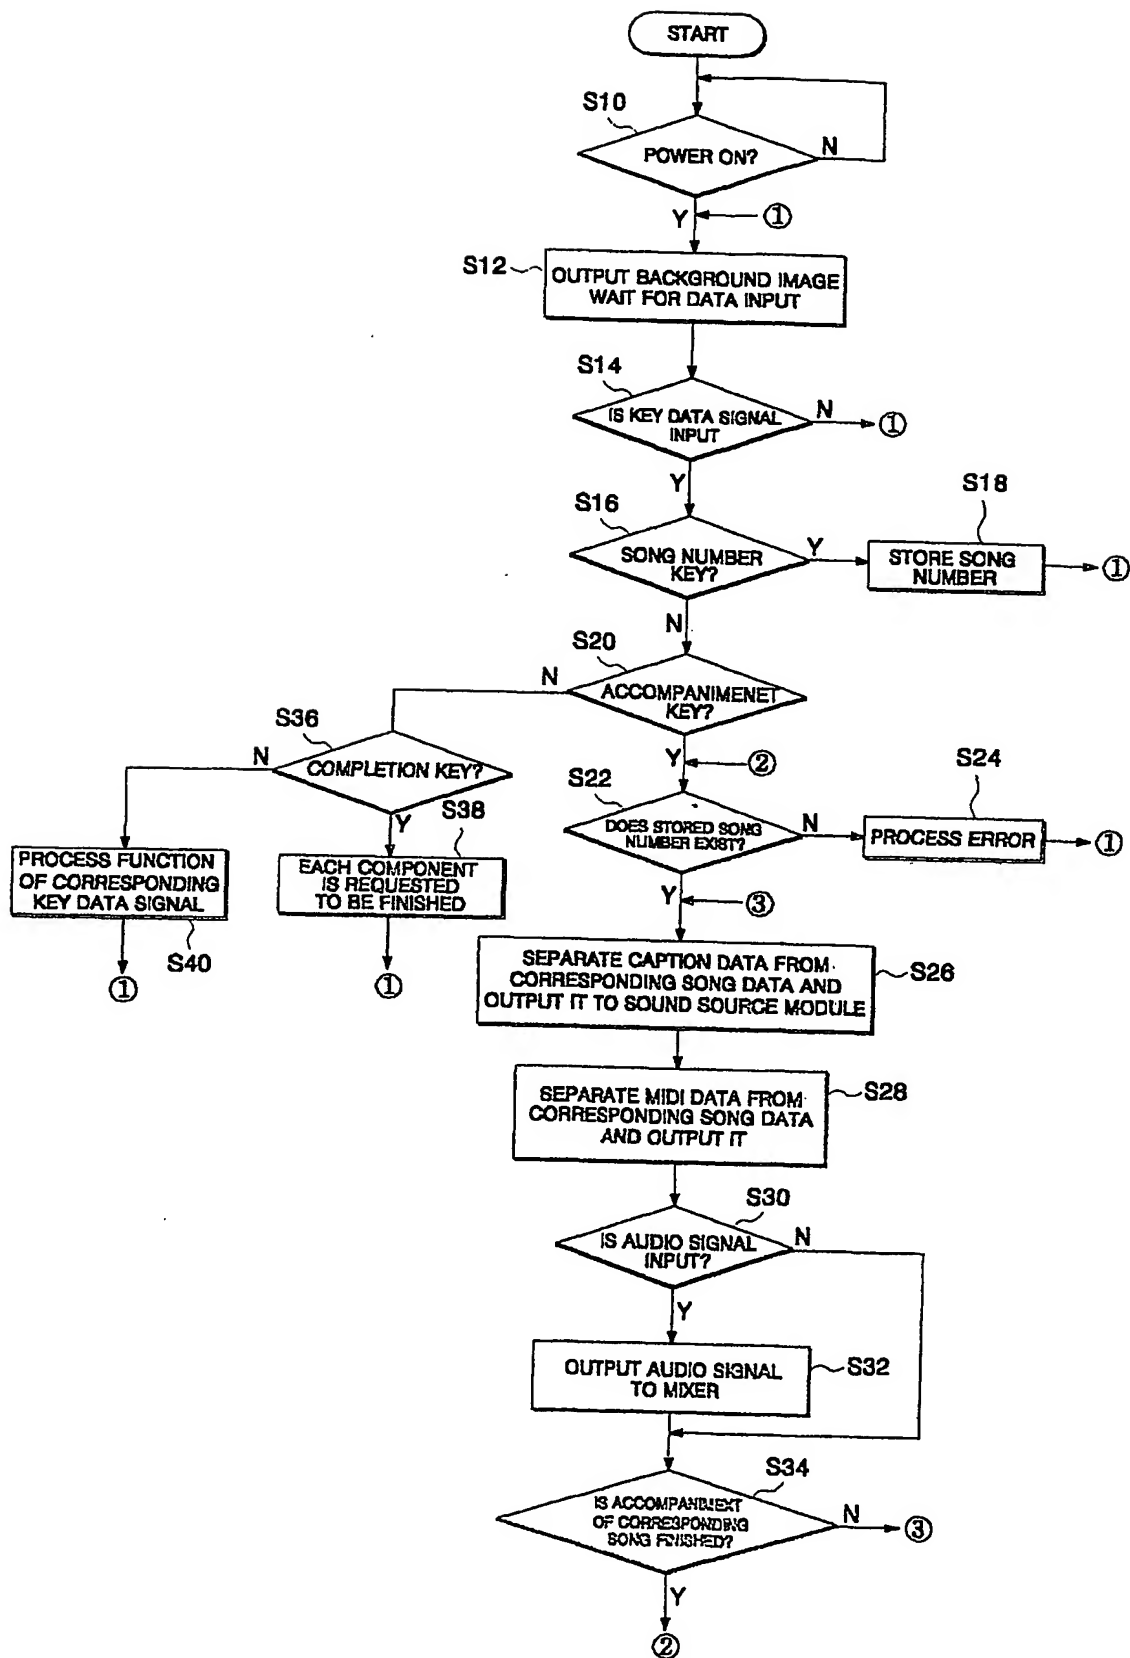 START
S10
POWER ON?
N
Y
①
S12
OUTPUT BACKGROUND IMAGE
WAIT FOR DATA INPUT
S14
IS KEY DATA SIGNAL
INPUT
N
①
Y
S16
SONG NUMBER
KEY?
Y
S18
STORE SONG
NUMBER
①
N
S20
ACCOMPANIMENET
KEY?
N
S36
COMPLETION KEY?
N
Y
PROCESS FUNCTION
OF CORRESPONDING
KEY DATA SIGNAL
S40
①
S38
EACH COMPONENT
IS REQUESTED
TO BE FINISHED
①
Y
②
S22
DOES STORED SONG
NUMBER EXIST?
N
S24
PROCESS ERROR
①
Y
③
SEPARATE CAPTION DATA FROM
CORRESPONDING SONG DATA AND
OUTPUT IT TO SOUND SOURCE MODULE
S26
SEPARATE MIDI DATA FROM
CORRESPONDING SONG DATA
AND OUTPUT IT
S28
S30
IS AUDIO SIGNAL
INPUT?
N
Y
OUTPUT AUDIO SIGNAL
TO MIXER
S32
S34
IS ACCOMPANIMEXT
OF CORRESPONDING
SONG FINISHED?
N
③
Y
②